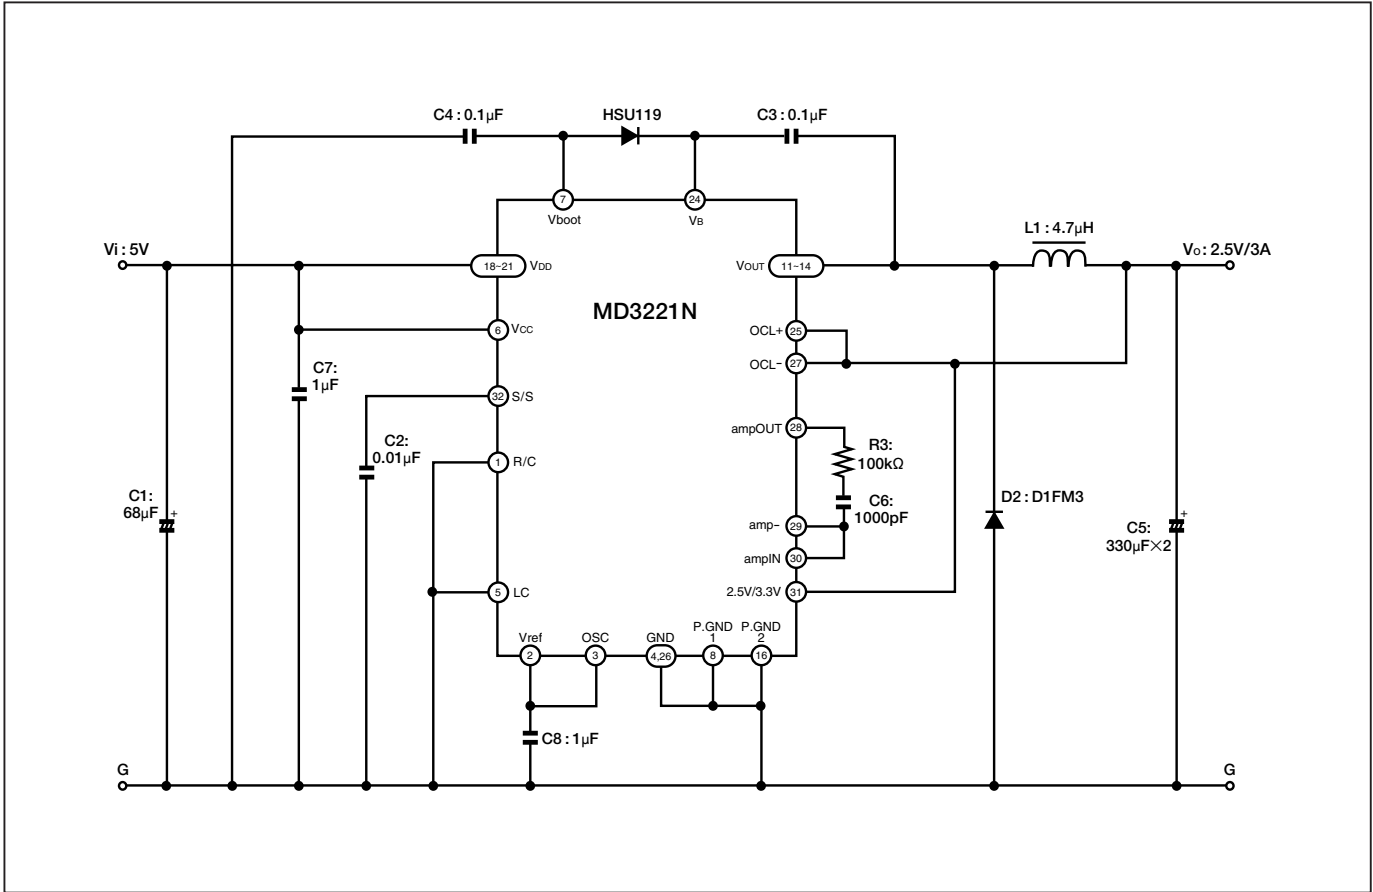 C4 : 0.1μF
HSU119
C3 : 0.1μF
7
Vboot
24
VB
L1 : 4.7μH
Vi : 5V
18~21
VDD
VOUT
11~14
Vo : 2.5V/3A
MD3221N
6
VCC
OCL+
25
OCL-
27
C7:
1μF
32
S/S
ampOUT
28
C2:
0.01μF
R3:
100kΩ
1
R/C
C1:
68μF
+
C6:
1000pF
D2 : D1FM3
amp-
29
C5:
330μF×2
+
ampIN
30
5
LC
2.5V/3.3V
31
Vref
OSC
GND
P.GND
1
P.GND
2
2
3
4,26
8
16
C8 : 1μF
G
G